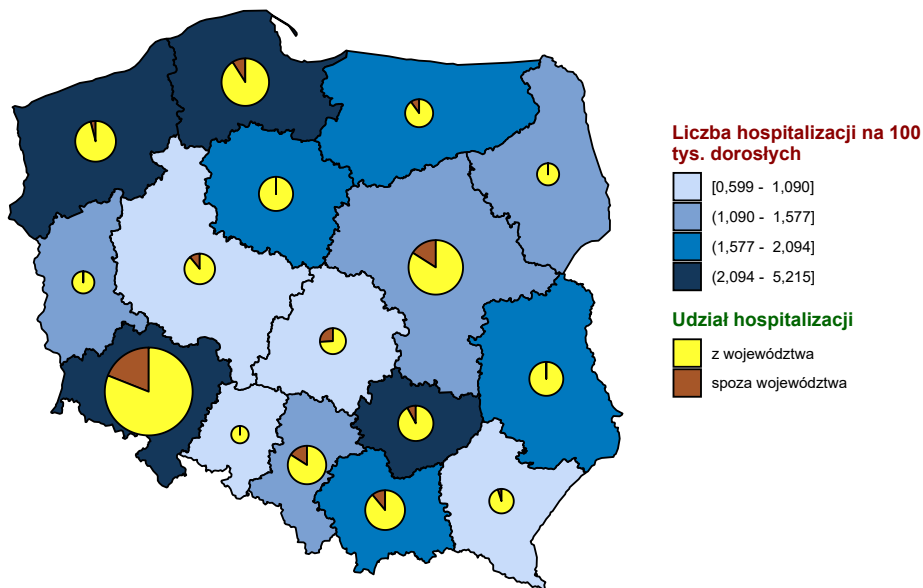 Liczba hospitalizacji na 100
tys. dorosłych
[0,599 - 1,090]
(1,090 - 1,577]
(1,577 - 2,094]
(2,094 - 5,215]
Udział hospitalizacji
z województwa
spoza województwa